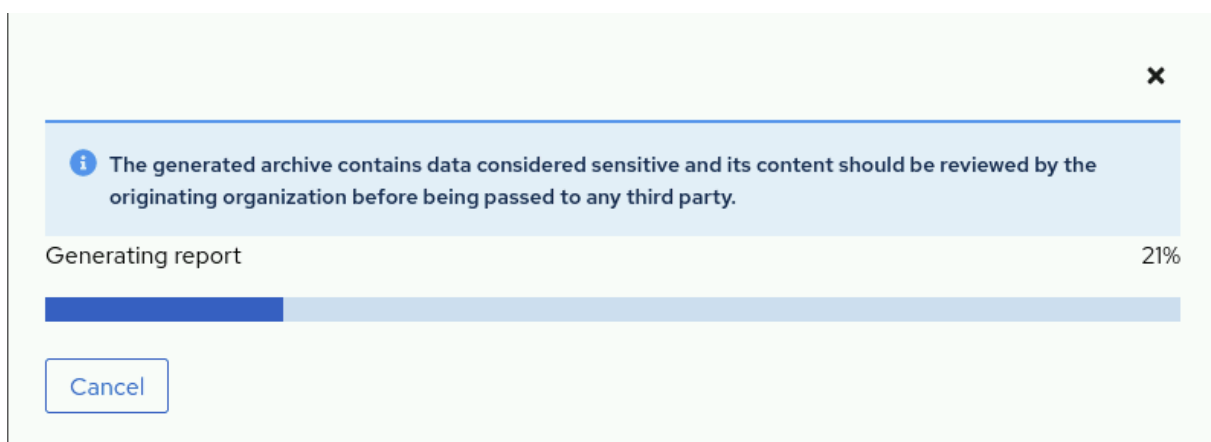 The generated archive contains data considered sensitive and its content should be reviewed by the
originating organization before being passed to any third party.
Generating report 21%
Cancel